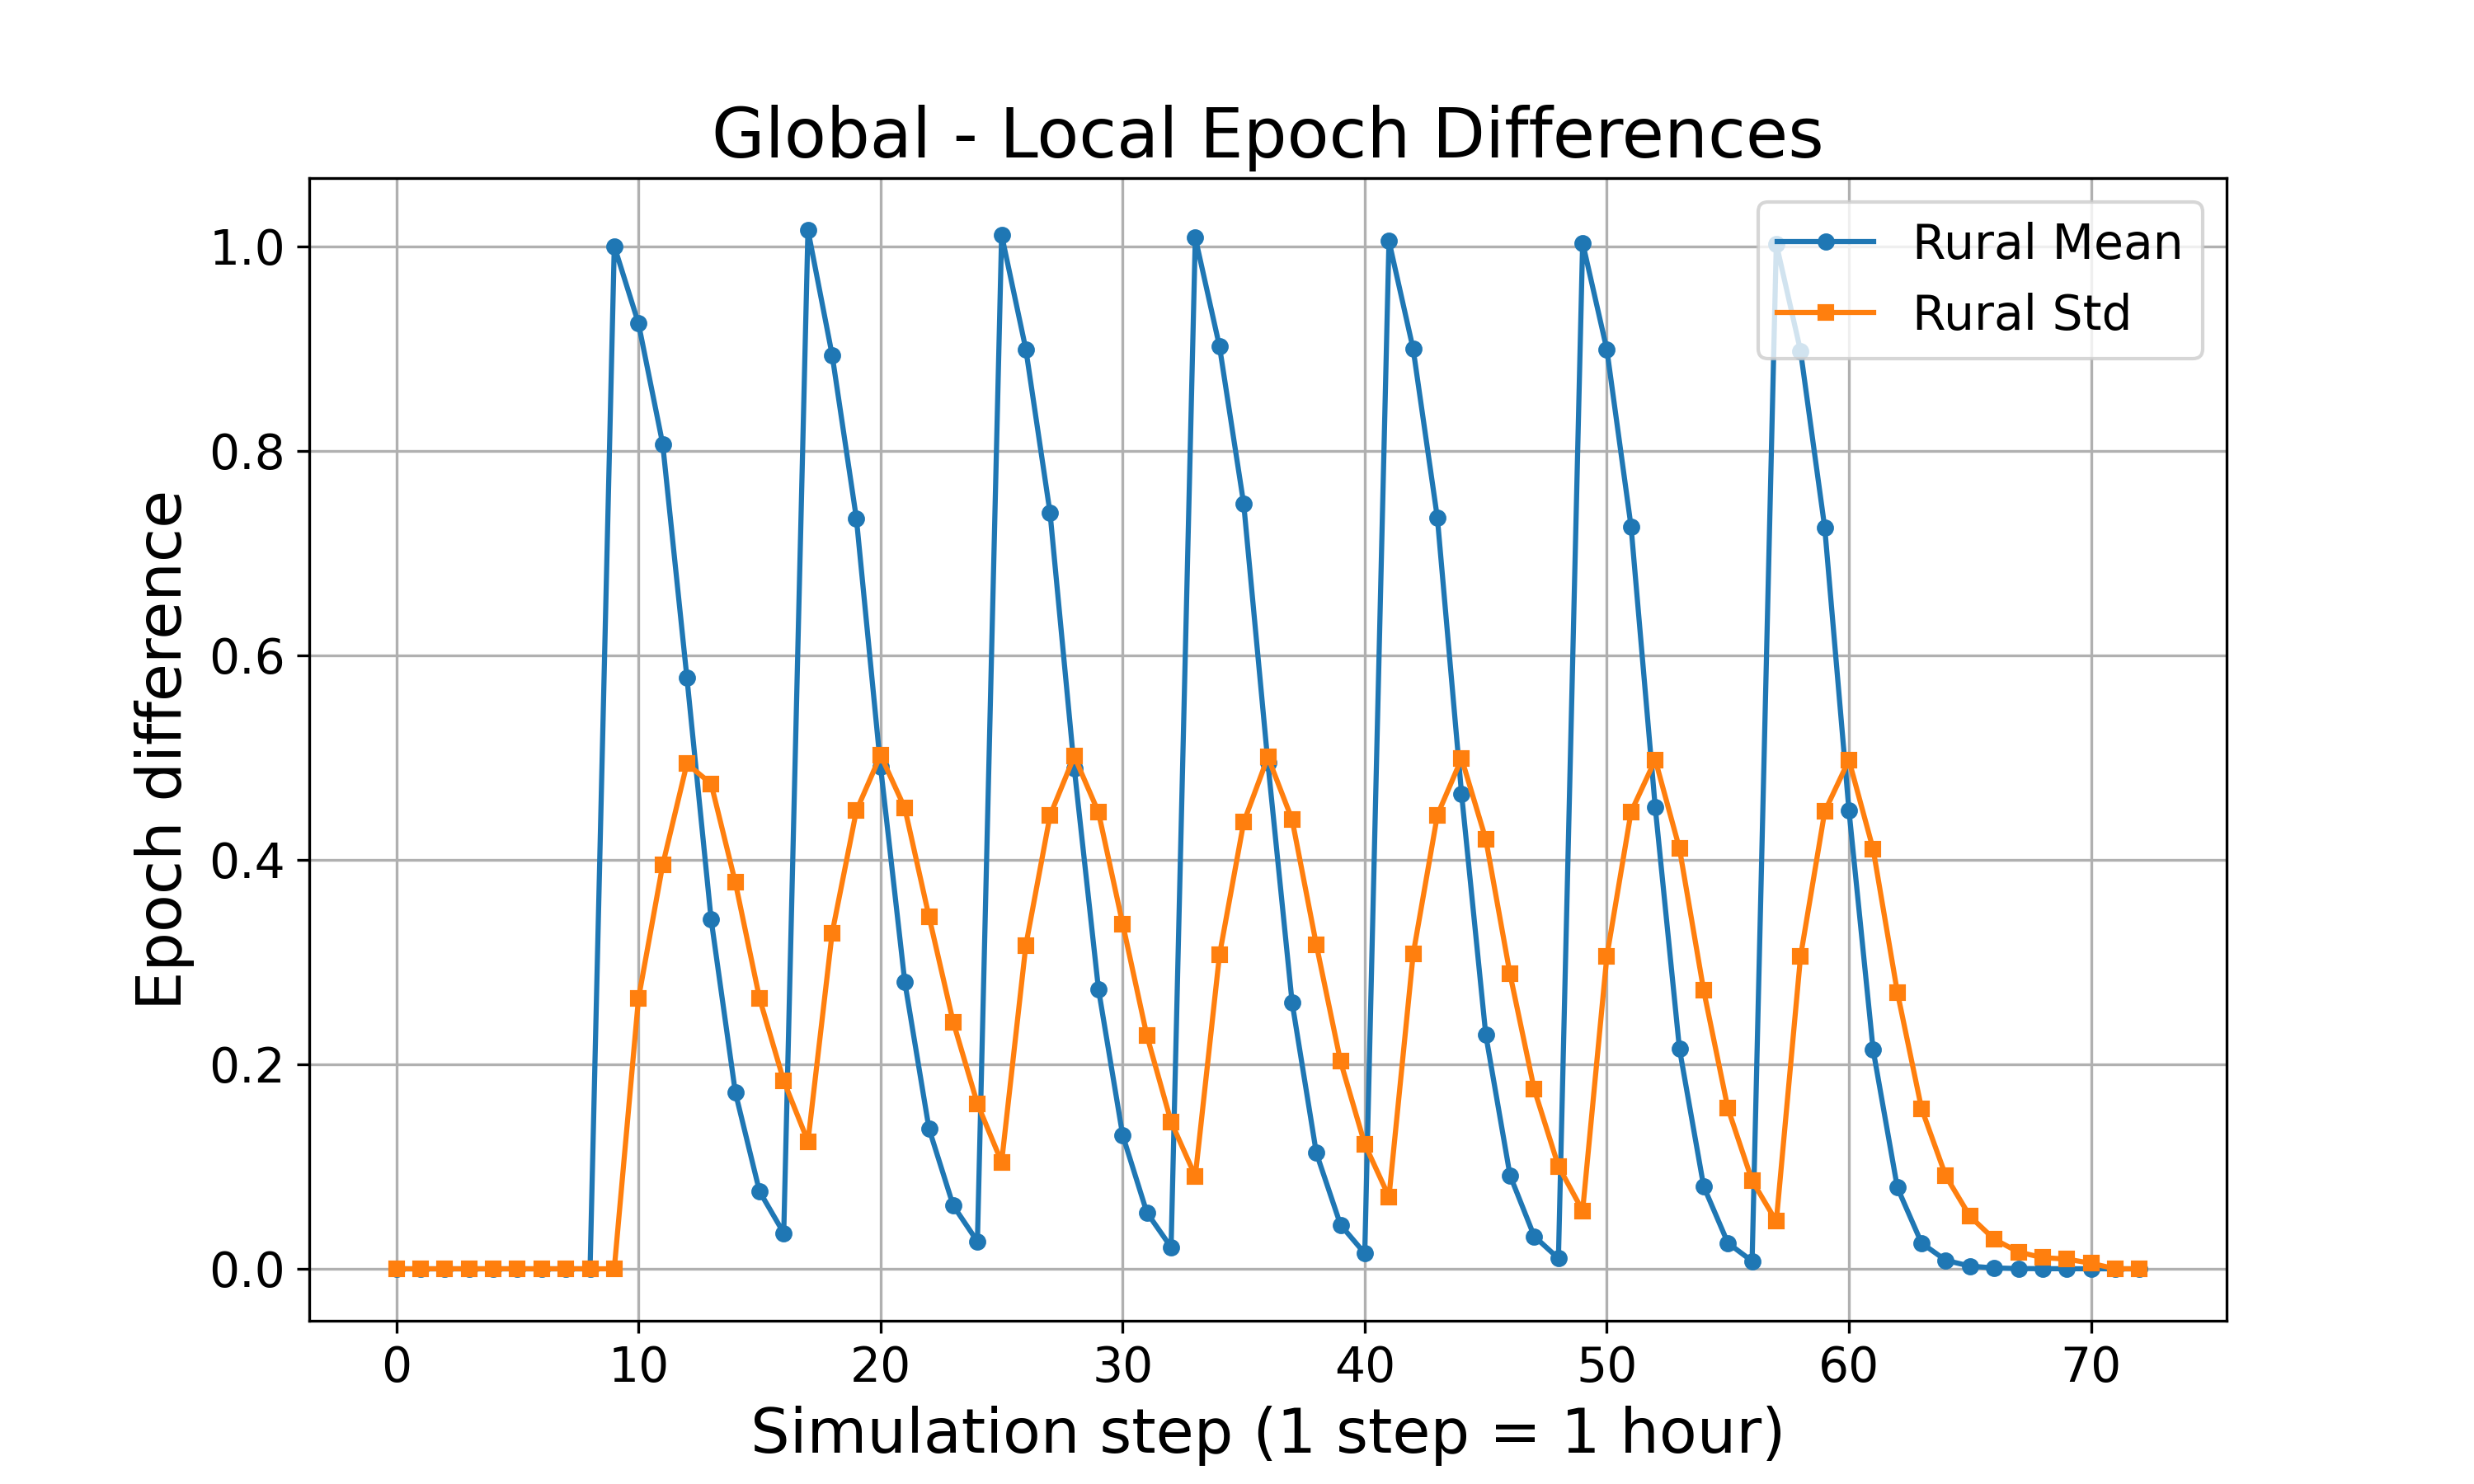 Global - Local Epoch Differences
Rural Mean
Rural Std
Epoch difference
1.0
0.8
0.6
0.4
0.2
0.0
0 10 20 30 40 50 60 70
Simulation step (1 step = 1 hour)